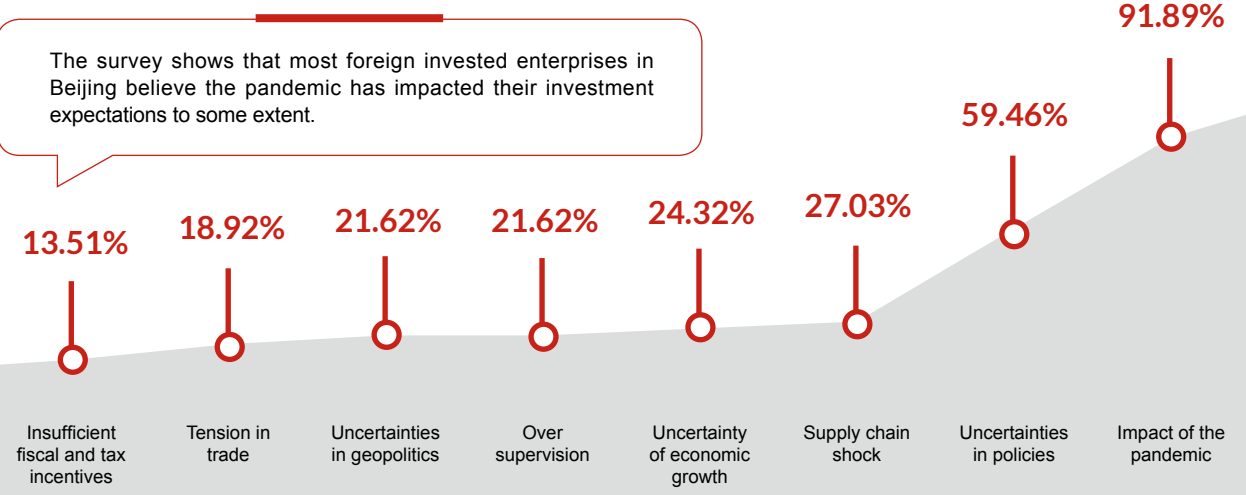 The survey shows that most foreign invested enterprises in
Beijing believe the pandemic has impacted their investment
expectations to some extent.
13.51%
18.92%
21.62%
21.62%
24.32%
27.03%
59.46%
91.89%
Insufficient
fiscal and tax
incentives
Tension in
trade
Uncertainties
in geopolitics
Over
supervision
Uncertainty
of economic
growth
Supply chain
shock
Uncertainties
in policies
Impact of the
pandemic